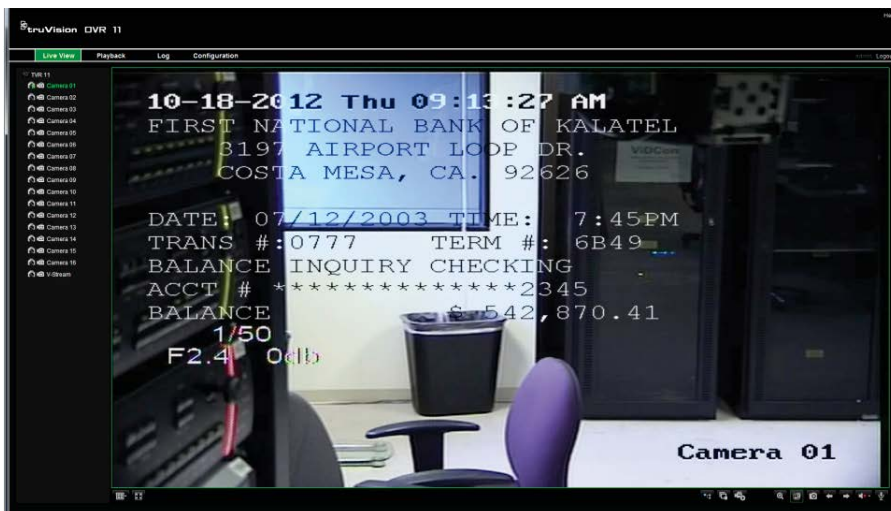 truVision DVR 11
Live View Playback Log Configuration
TVR 11
Camera 01
Camera 02
Camera 03
Camera 04
Camera 05
Camera 06
Camera 07
Camera 08
Camera 09
Camera 10
Camera 11
Camera 12
Camera 13
Camera 14
Camera 15
Camera 16
V-Stream
10-18-2012 Thu 09:13:27 AM
FIRST NATIONAL BANK OF KALATEL
3197 AIRPORT LOOP DR.
COSTA MESA, CA. 92626
ViDCon
DATE: 07/12/2003 TIME: 7:45PM
TRANS #:0777 TERM #: 6B49
BALANCE INQUIRY CHECKING
ACCT # **************2345
BALANCE $ 542,870.41
1/50
F2.4 0db
Camera 01